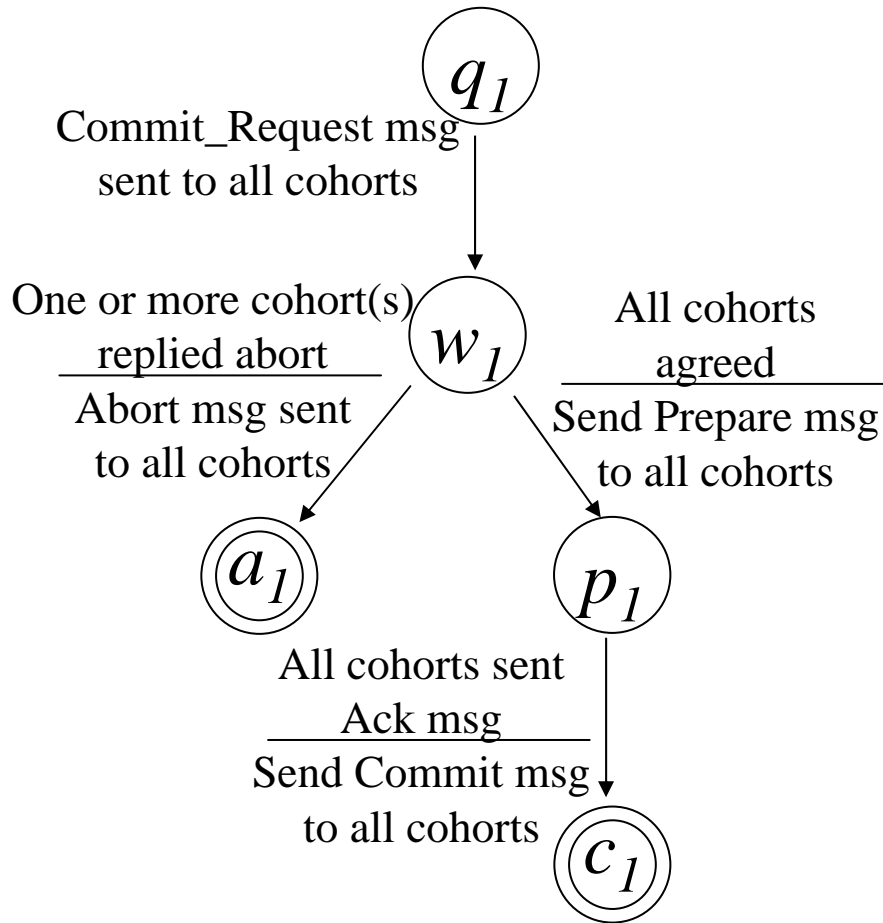 q1
Commit_Request msg
sent to all cohorts
One or more cohort(s)
replied abort
Abort msg sent
to all cohorts
w1
All cohorts
agreed
Send Prepare msg
to all cohorts
a1
p1
All cohorts sent
Ack msg
Send Commit msg
to all cohorts
c1